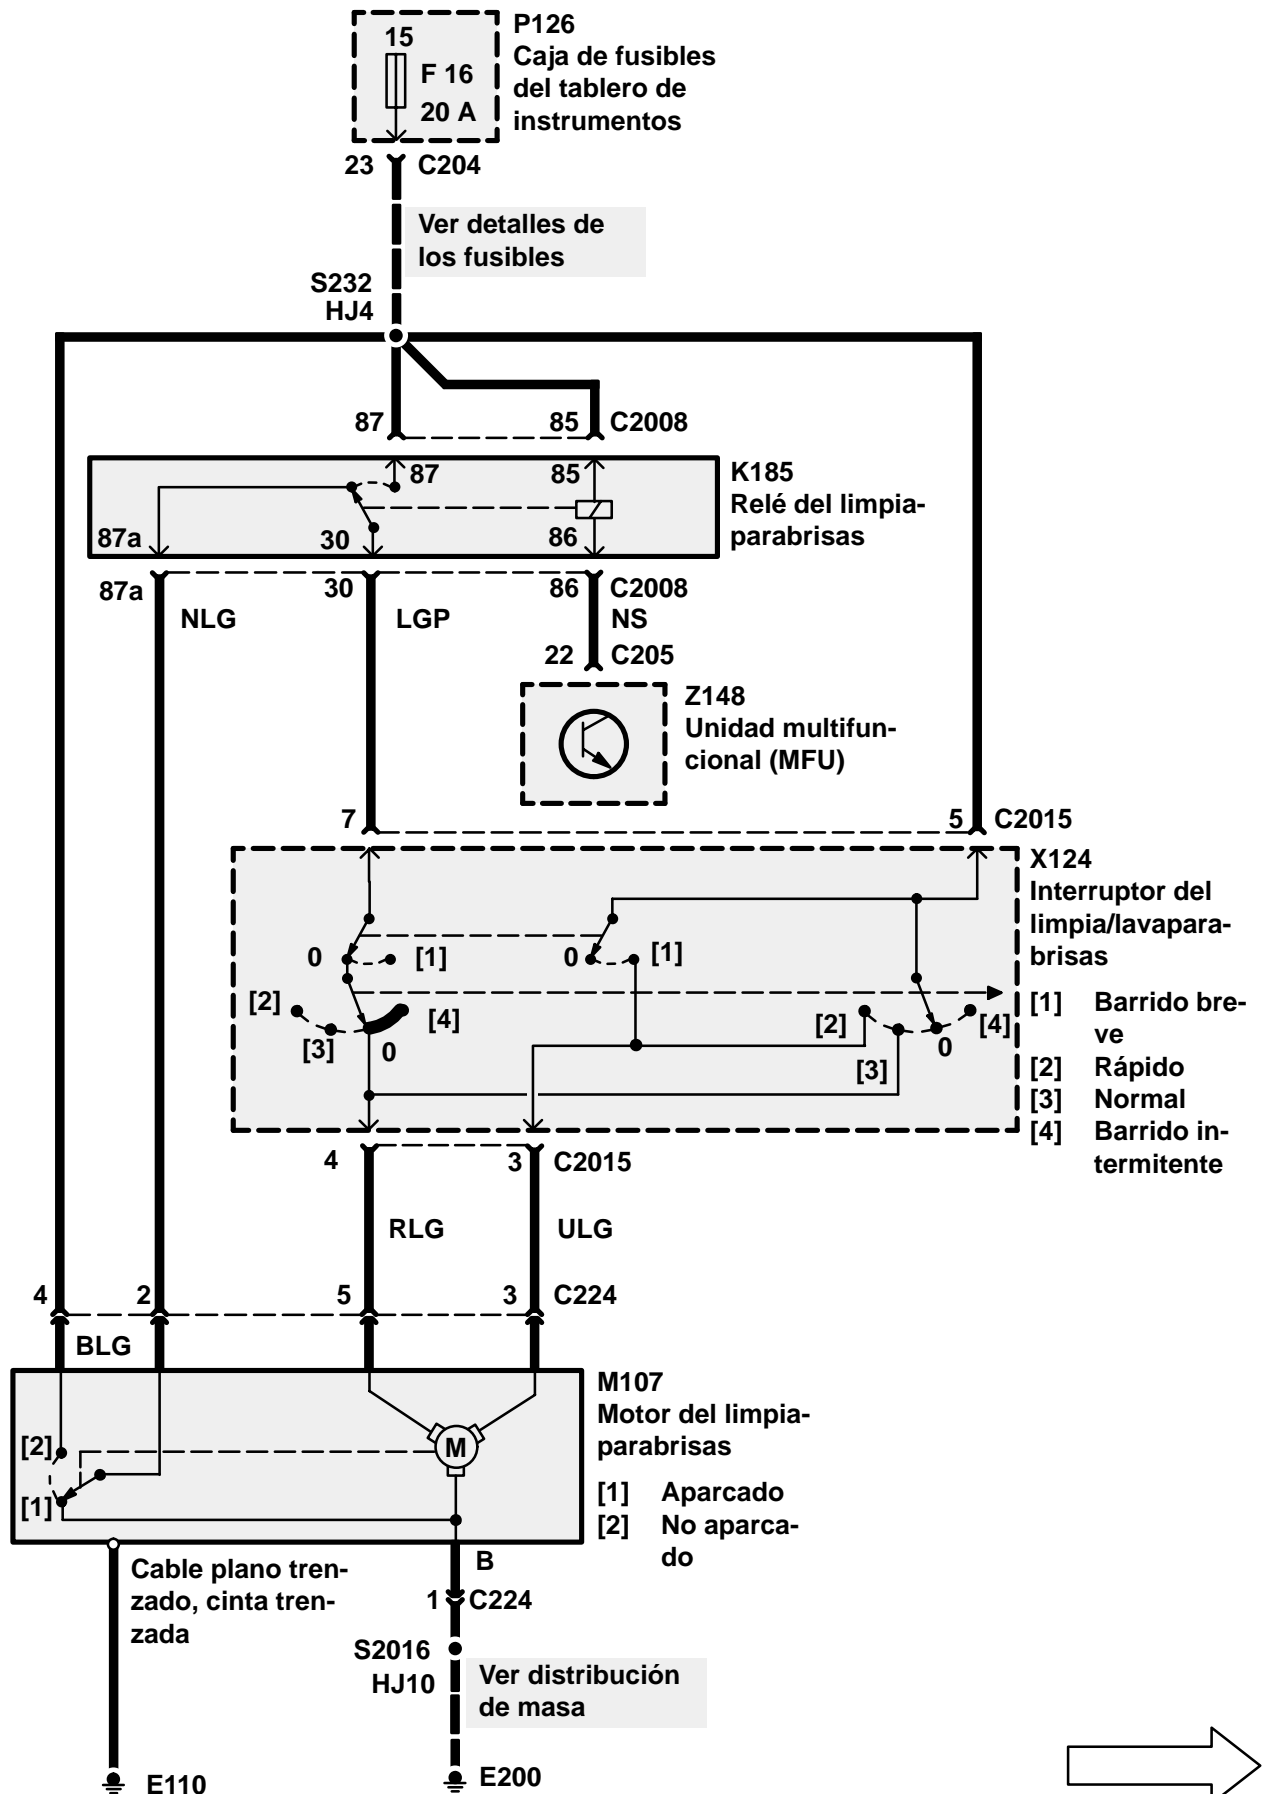 15
F 16
20 A
P126
Caja de fusibles
del tablero de
instrumentos
23
C204
Ver detalles de
los fusibles
S232
HJ4
87
85
C2008
87
85
K185
Relé del limpia-
parabrisas
87a
30
86
87a
30
86
C2008
NLG
LGP
NS
22
C205
Z148
Unidad multifun-
cional (MFU)
7
5
C2015
X124
Interruptor del
limpia/lavapara-
brisas
0
[1]
0
[1]
[2]
[4]
[3]
0
[2]
[4]
0
[3]
[1] Barrido bre-
ve
[2] Rápido
[3] Normal
[4] Barrido in-
termitente
4
3
C2015
RLG
ULG
4
2
5
3
C224
BLG
M107
Motor del limpia-
parabrisas
[2]
M
[1]
[1] Aparcado
[2] No aparca-
do
Cable plano tren-
zado, cinta tren-
zada
B
1
C224
S2016
HJ10
Ver distribución
de masa
E110
E200